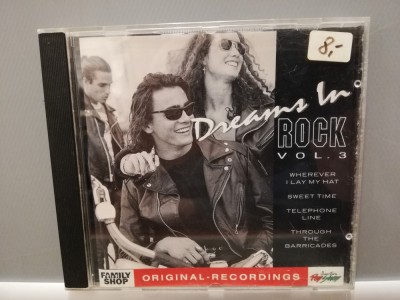 8,-
Dreams In
ROCK
VOL. 3
WHEREVER
I LAY MY HAT
SWEET TIME
TELEPHONE
LINE
THROUGH
THE
BARRICADES
FAMILY
SHOP
ORIGINAL-RECORDINGS